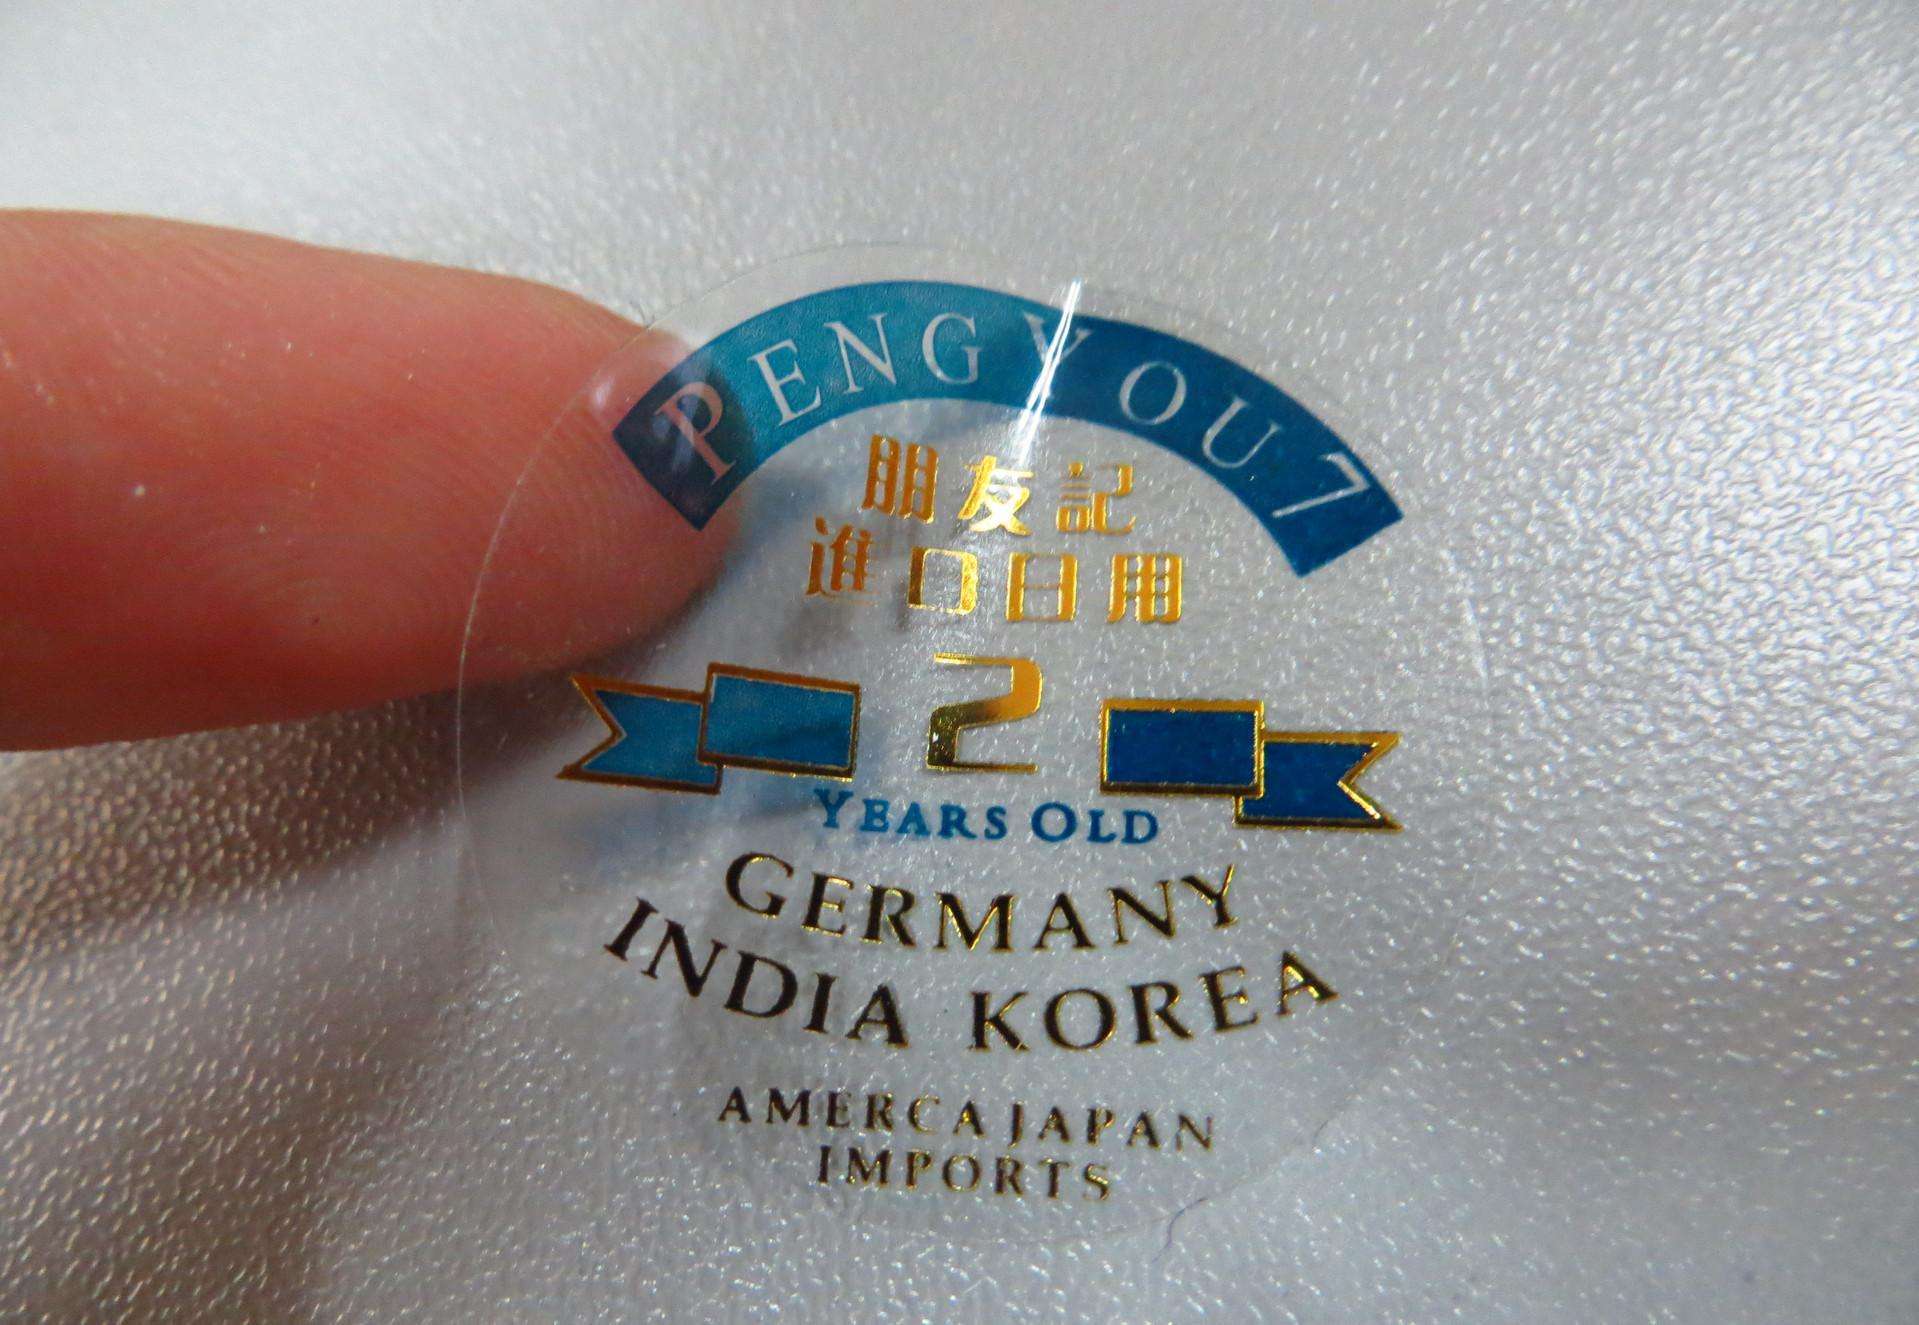 PENGYOU7
朋友記
進口日用
2
YEARS OLD
GERMANY
INDIA KOREA
AMERCA JAPAN
IMPORTS